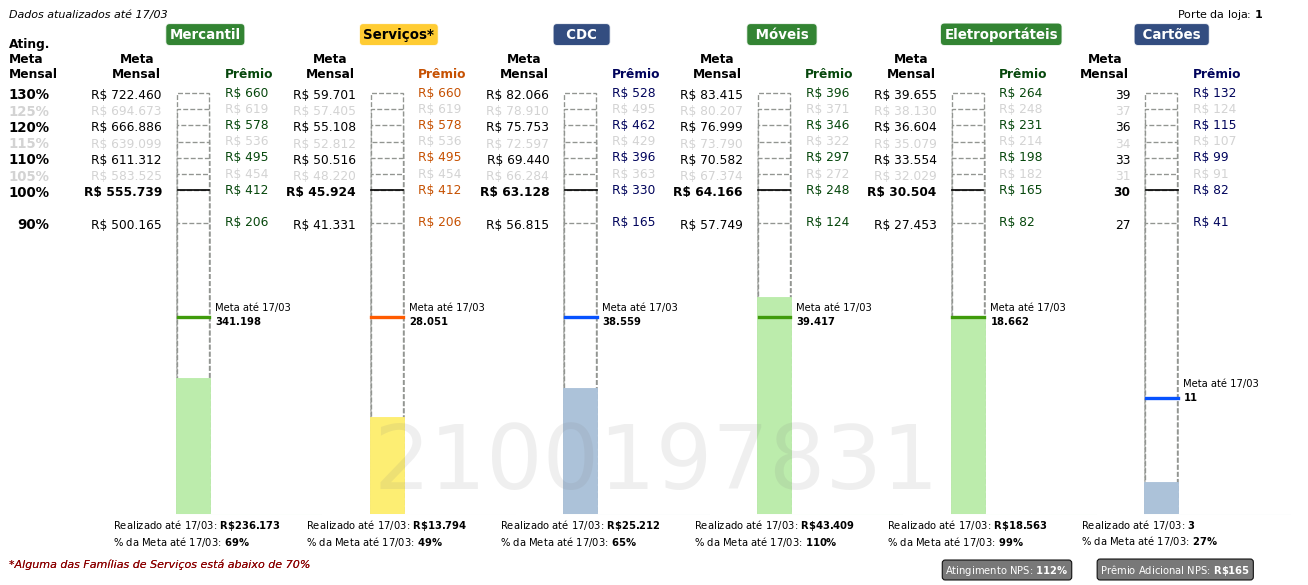 Dados atualizados até 17/03 Porte da loja: 1
Mercantil Serviços* CDC Móveis Eletroportáteis Cartões
Ating.
Meta Meta Meta Meta Meta Meta Meta
Mensal Mensal Prêmio Mensal Prêmio Mensal Prêmio Mensal Prêmio Mensal Prêmio Mensal Prêmio
130% R$ 722.460 R$ 660 R$ 59.701 R$ 660 R$ 82.066 R$ 528 R$ 83.415 R$ 396 R$ 39.655 R$ 264 39 R$ 132
125% R$ 694.673 R$ 619 R$ 57.405 R$ 619 R$ 78.910 R$ 495 R$ 80.207 R$ 371 R$ 38.130 R$ 248 37 R$ 124
120% R$ 666.886 R$ 578 R$ 55.108 R$ 578 R$ 75.753 R$ 462 R$ 76.999 R$ 346 R$ 36.604 R$ 231 36 R$ 115
115% R$ 639.099 R$ 536 R$ 52.812 R$ 536 R$ 72.597 R$ 429 R$ 73.790 R$ 322 R$ 35.079 R$ 214 34 R$ 107
110% R$ 611.312 R$ 495 R$ 50.516 R$ 495 R$ 69.440 R$ 396 R$ 70.582 R$ 297 R$ 33.554 R$ 198 33 R$ 99
105% R$ 583.525 R$ 454 R$ 48.220 R$ 454 R$ 66.284 R$ 363 R$ 67.374 R$ 272 R$ 32.029 R$ 182 31 R$ 91
100% R$ 555.739 R$ 412 R$ 45.924 R$ 412 R$ 63.128 R$ 330 R$ 64.166 R$ 248 R$ 30.504 R$ 165 30 R$ 82
90% R$ 500.165 R$ 206 R$ 41.331 R$ 206 R$ 56.815 R$ 165 R$ 57.749 R$ 124 R$ 27.453 R$ 82 27 R$ 41
Meta até 17/03 Meta até 17/03 Meta até 17/03 Meta até 17/03 Meta até 17/03
341.198 28.051 38.559 39.417 18.662
Meta até 17/03
11
2100197831
Realizado até 17/03: R$236.173 Realizado até 17/03: R$13.794 Realizado até 17/03: R$25.212 Realizado até 17/03: R$43.409 Realizado até 17/03: R$18.563 Realizado até 17/03: 3
% da Meta até 17/03: 69% % da Meta até 17/03: 49% % da Meta até 17/03: 65% % da Meta até 17/03: 110% % da Meta até 17/03: 99% % da Meta até 17/03: 27%
*Alguma das Famílias de Serviços está abaixo de 70% Atingimento NPS: 112% Prêmio Adicional NPS: R$165